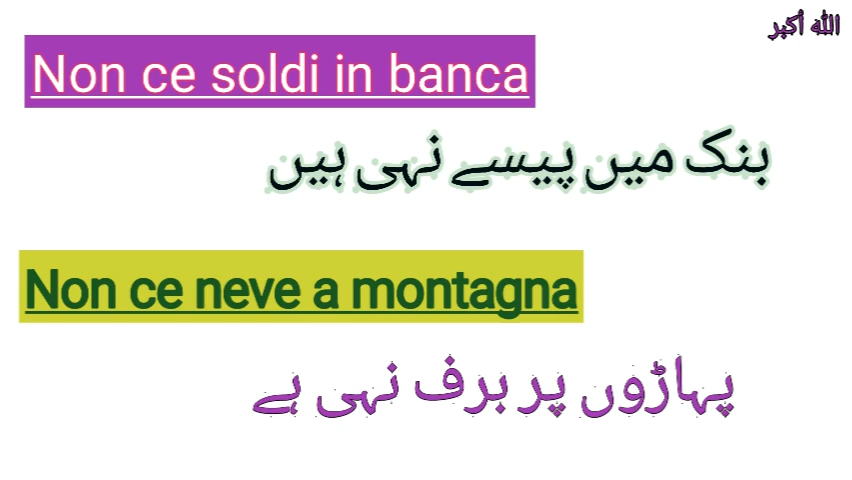 الله أكبر
Non ce soldi in banca
بنک میں پیسے نہی ہیں
Non ce neve a montagna
پہاڑوں پر برف نہی ہے